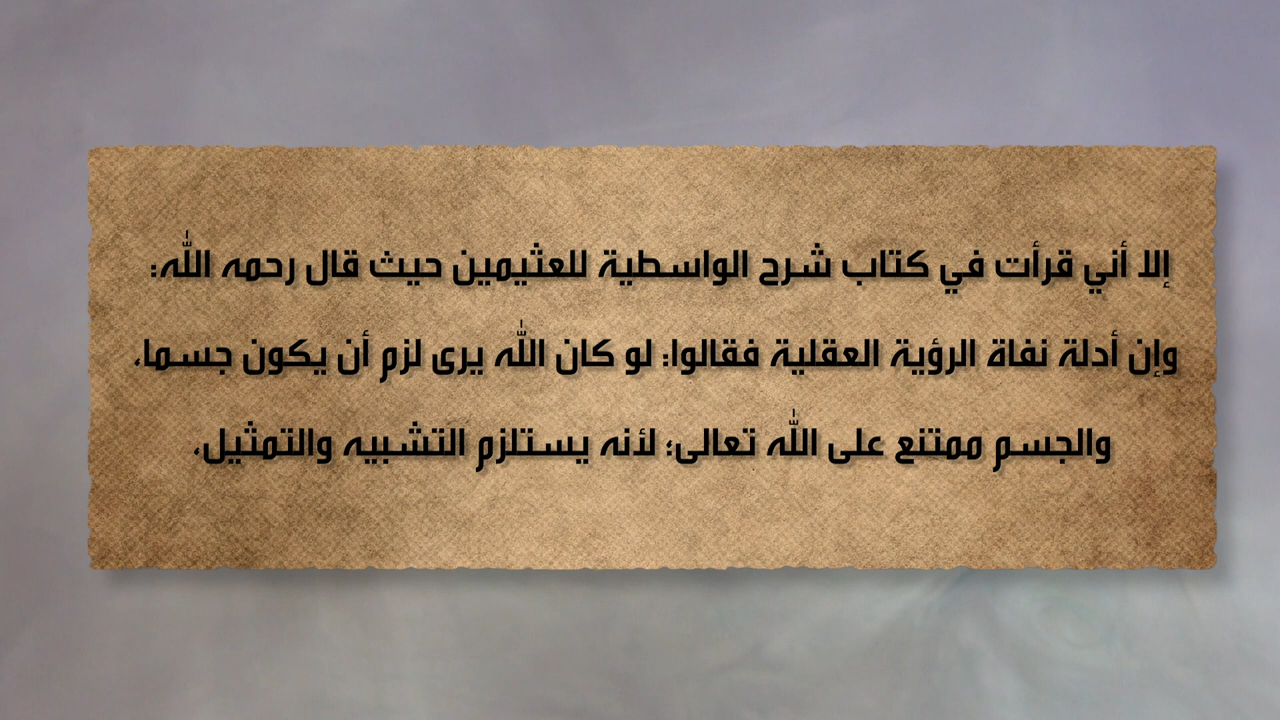 إلا أني قرأت في كتاب شرح الواسطية للعثيمين حيث قال رحمه الله:
وإن أدلة نفاة الرؤية العقلية فقالوا: لو كان الله يرى لزم أن يكون جسما،
والجسم ممتنع على الله تعالى؛ لأنه يستلزم التشبيه والتمثيل.